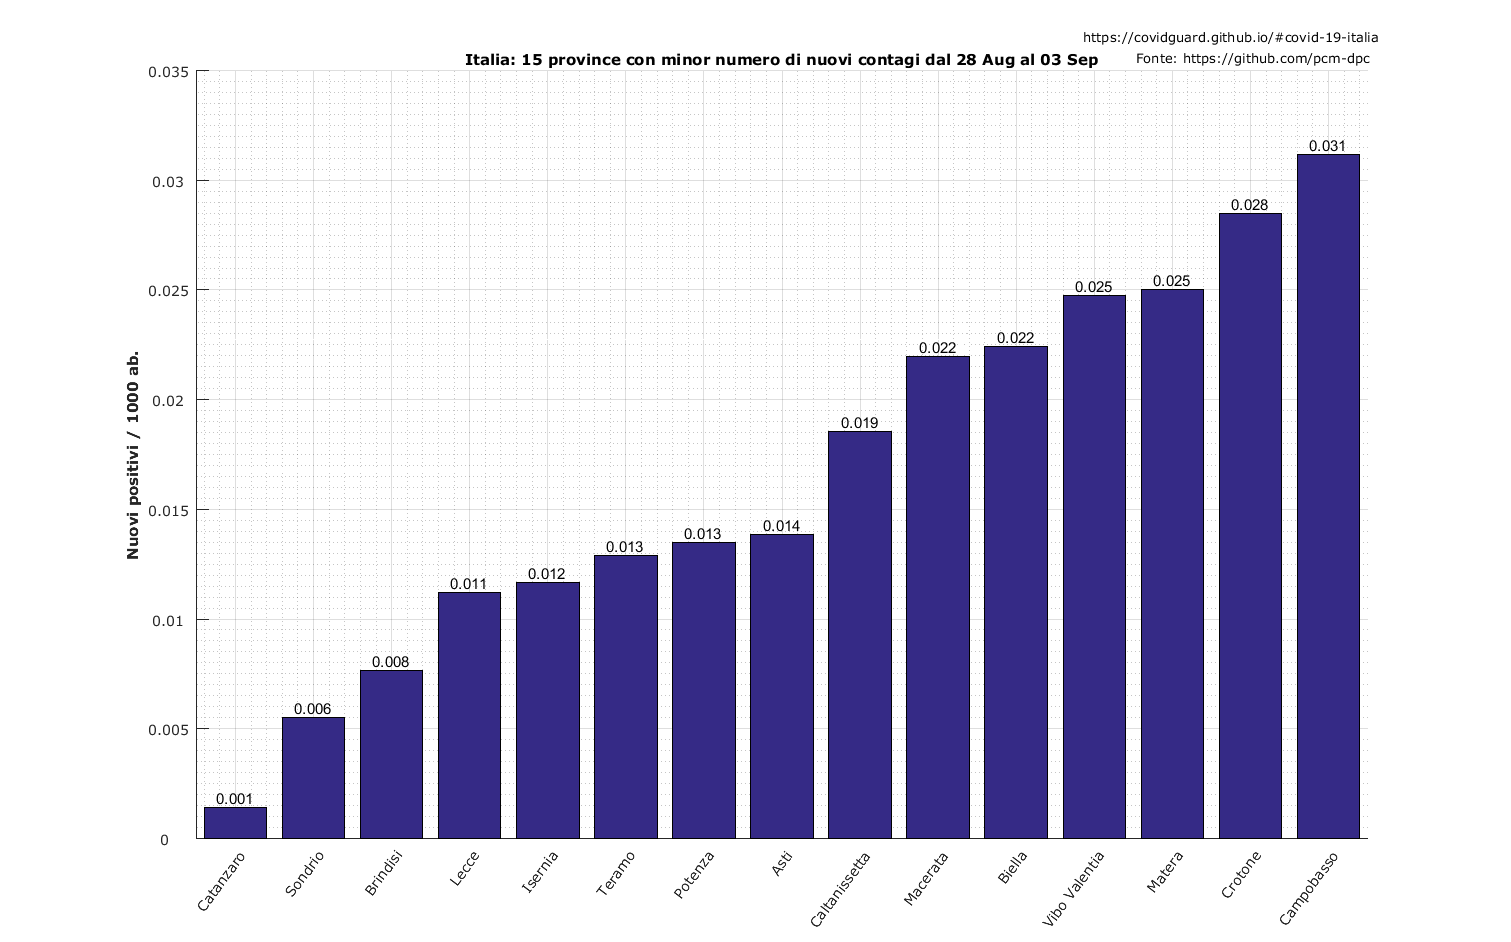 https://covidguard.github.io/#covid-19-italia
Italia: 15 province con minor numero di nuovi contagi dal 28 Aug al 03 Sep
Fonte: https://github.com/pcm-dpc
Nuovi positivi / 1000 ab.
0.035
0.03
0.025
0.02
0.015
0.01
0.005
0
0.001
0.006
0.008
0.011
0.012
0.013
0.013
0.014
0.019
0.022
0.022
0.025
0.025
0.028
0.031
Catanzaro
Sondrio
Brindisi
Lecce
Isernia
Teramo
Potenza
Asti
Caltanissetta
Macerata
Biella
Vibo Valentia
Matera
Crotone
Campobasso